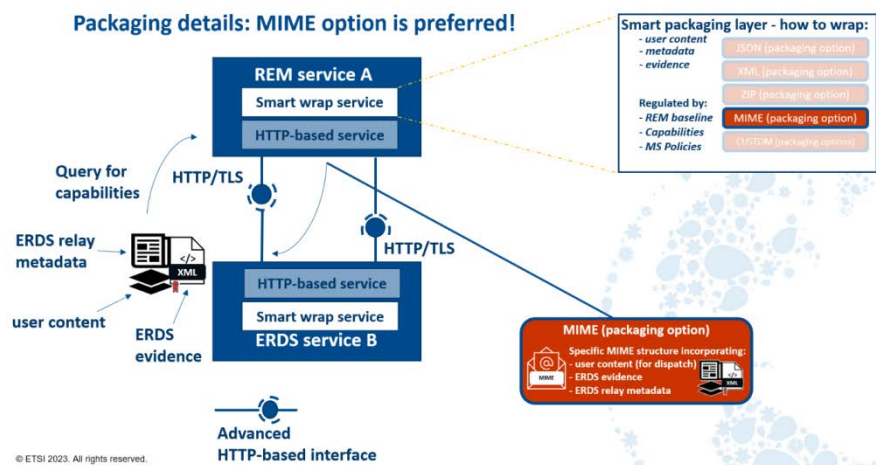 Packaging details: MIME option is preferred!
Smart packaging layer - how to wrap:
- user content
- metadata
- evidence
JSON (packaging option)
XML (packaging option)
ZIP (packaging option)
Regulated by:
- REM baseline
- Capabilities
- MS Policies
MIME (packaging option)
CUSTOM (packaging options)
REM service A
Smart wrap service
HTTP-based service
Query for
capabilities
HTTP/TLS
HTTP/TLS
ERDS relay
metadata
</>
XML
user content
ERDS
evidence
HTTP-based service
Smart wrap service
ERDS service B
MIME (packaging option)
Specific MIME structure incorporating:
- user content (for dispatch)
- ERDS evidence
- ERDS relay metadata
@
MIME
</>
XML
Advanced
HTTP-based interface
© ETSI 2023. All rights reserved.